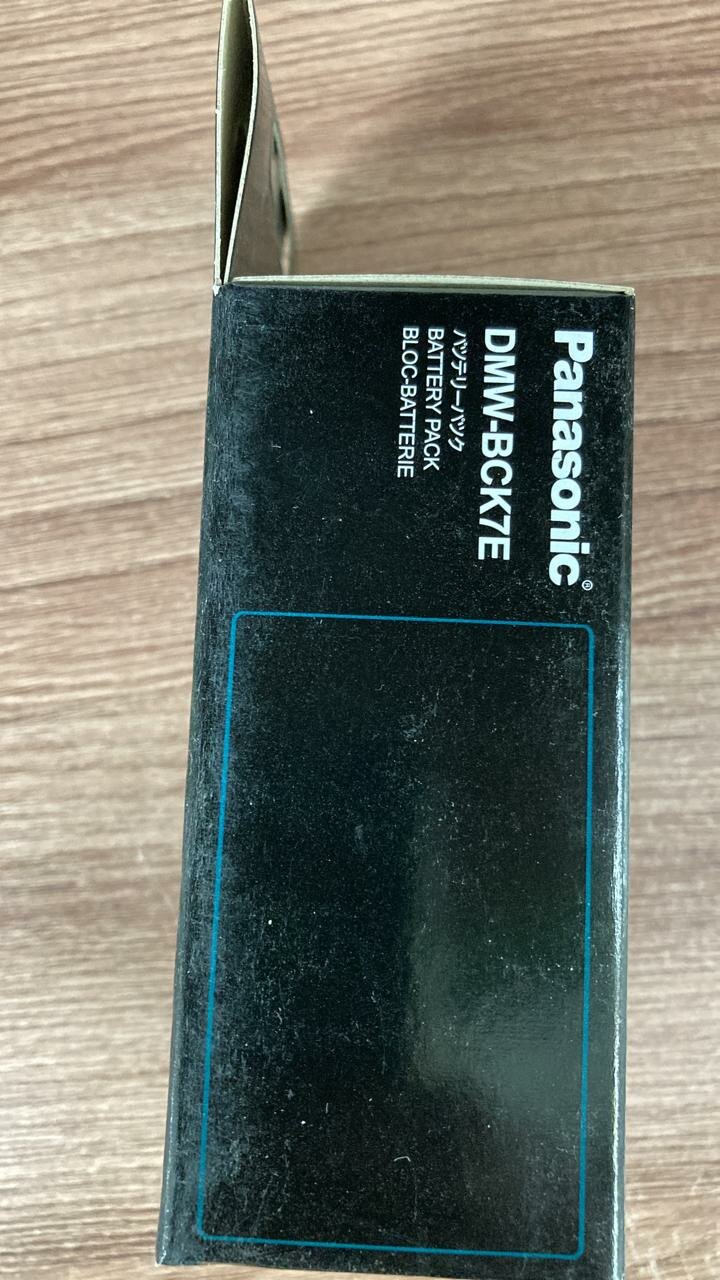 Panasonic®
DMW-BCK7E
バッテリーパック
BATTERY PACK
BLOC-BATTERIE